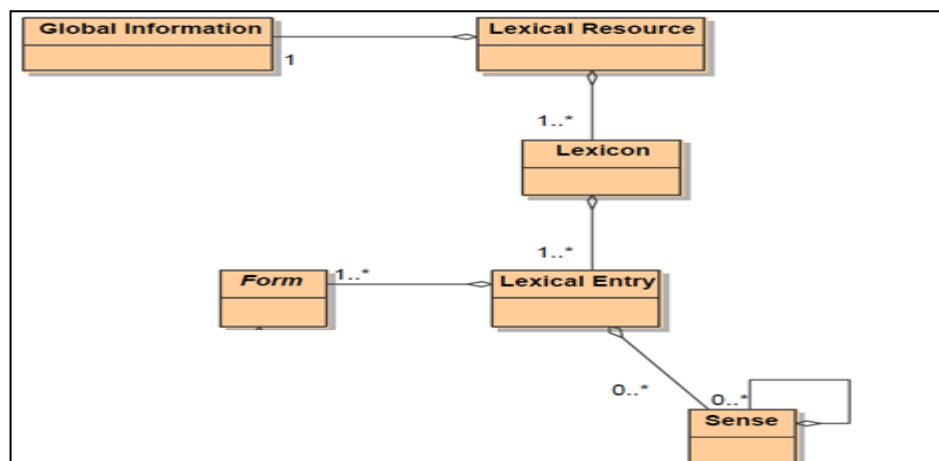 Global Information
Lexical Resource
1
1..*
Lexicon
1..*
Form
1..*
Lexical Entry
0..*
0..*
Sense